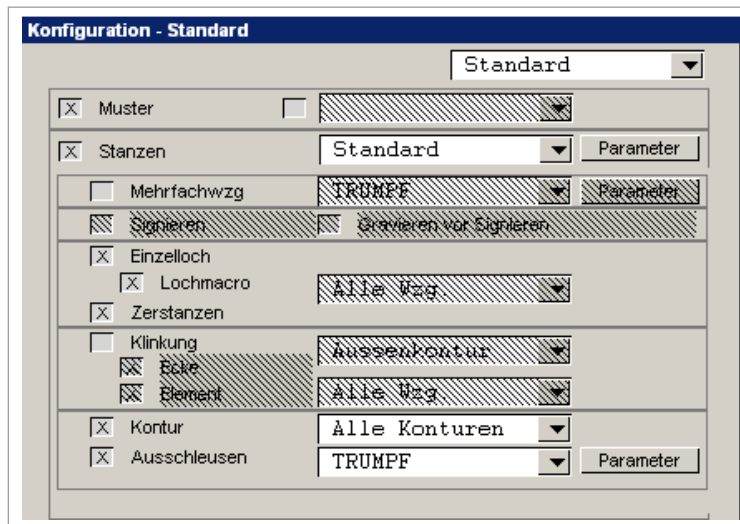 Konfiguration - Standard
Standard
X Muster
X Stanzen Standard Parameter
Mehrfachwzg TRUMPF Parameter
Signieren Gravieren vor Signieren
X Einzelloch
X Lochmacro Alle Wzg.
X Zerstanzen
Klinkung Aussenkontur
X Ecke
X Element Alle Wzg.
X Kontur Alle Konturen
X Ausschleusen TRUMPF Parameter